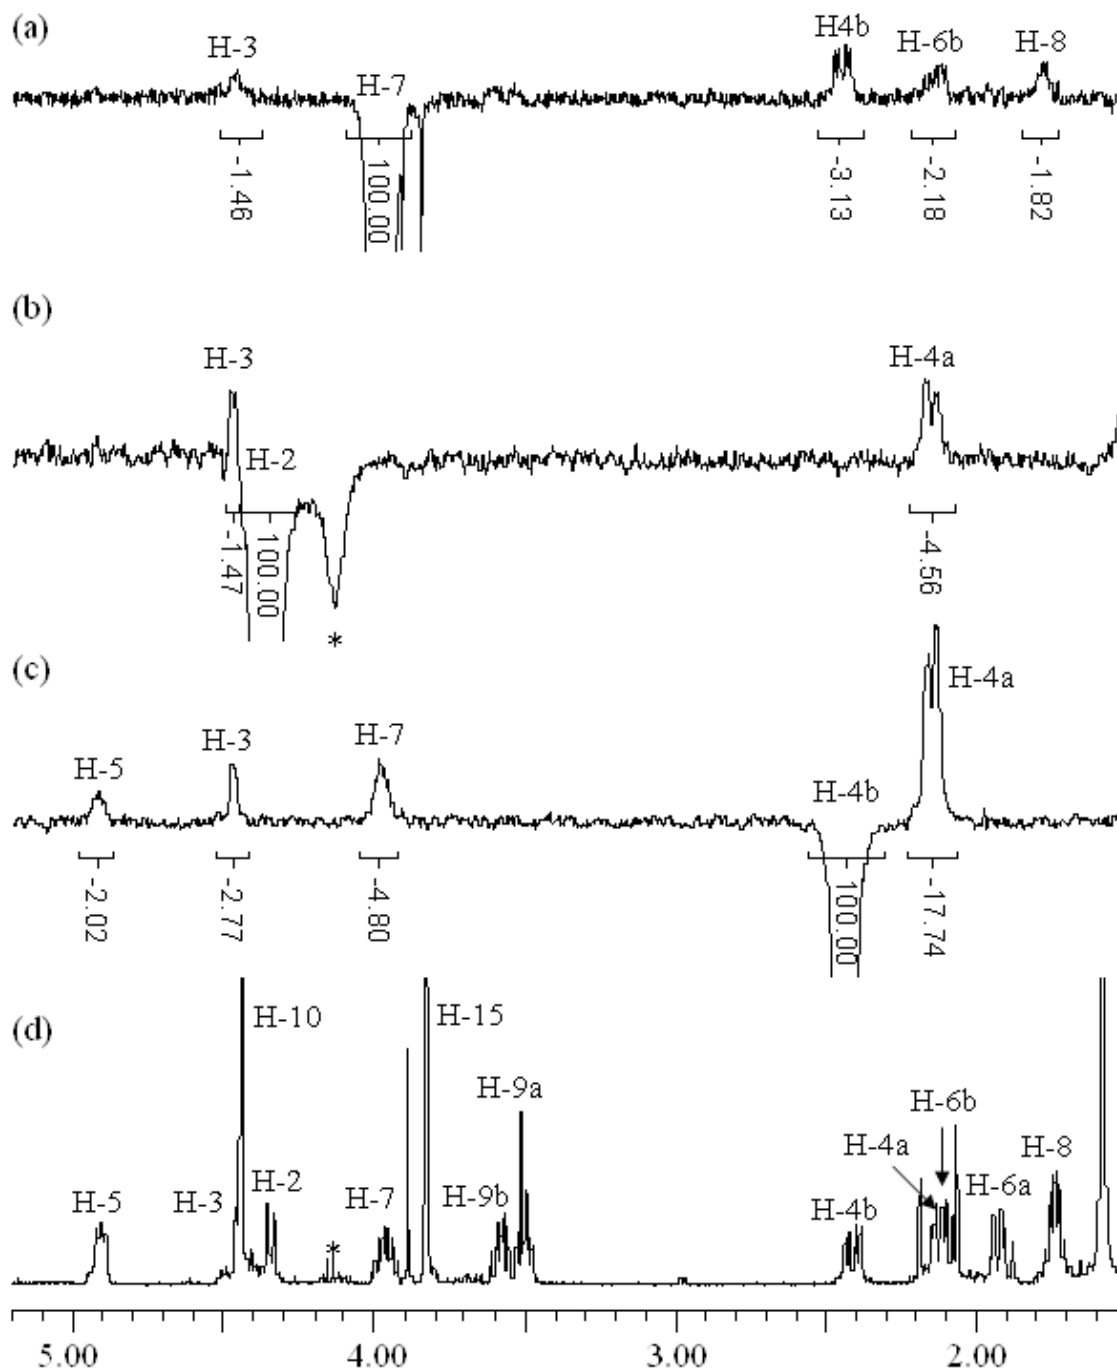 (a)
H-3
H-7
H4b
H-6b
H-8
-1.46
100.00
-3.13
-2.18
-1.82
(b)
H-3
H-2
H-4a
-1.47
100.00
-4.56
*
(c)
H-5
H-3
H-7
H-4b
H-4a
-2.02
-2.77
-4.80
100.00
-17.74
(d)
H-10
H-15
H-9a
H-6b
H-4a
H-8
H-5
H-3
H-2
H-7
H-9b
H-4b
H-6a
*
5.00 4.00 3.00 2.00